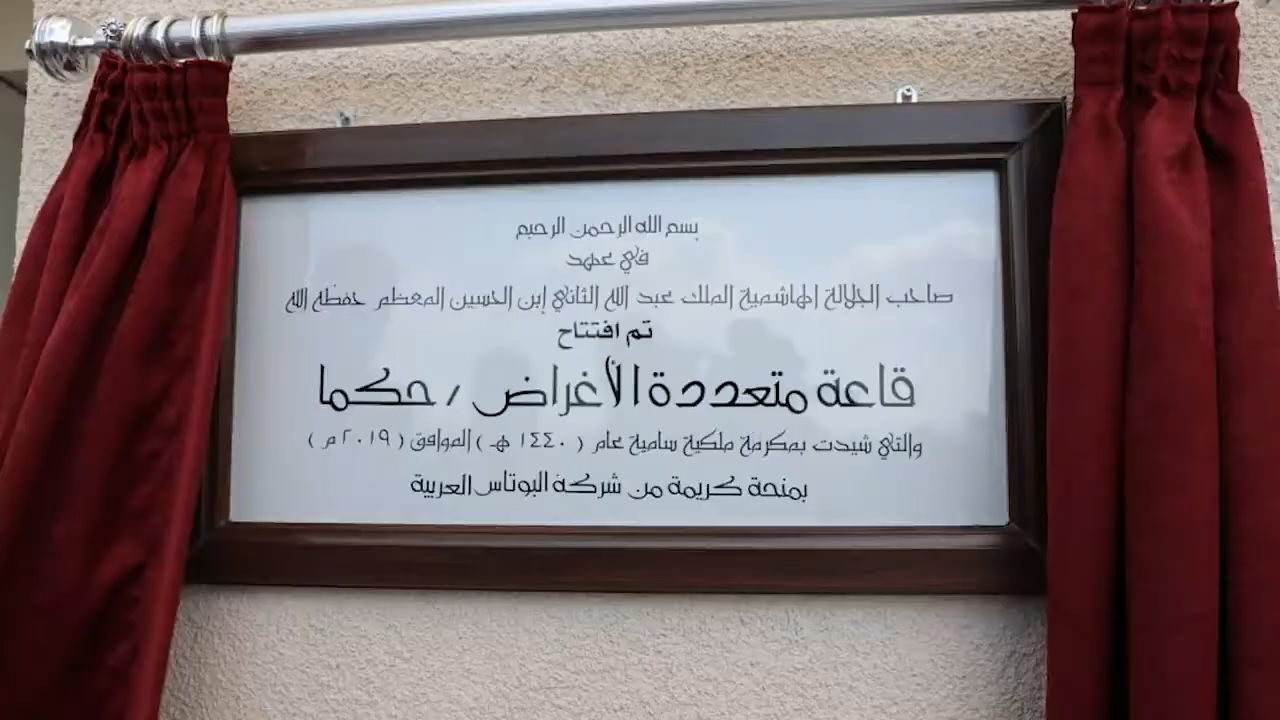 بسم الله الرحمن الرحيم
في عهد
صاحب الجلالة الهاشمية الملك عبد الله الثاني إبن الحسين المعظم حفظه الله
تم افتتاح
قاعة متعددة الأغراض / حكما
والتي شيدت بمكرمة ملكية سامية عام ( ١٤٤٠ هـ ) الموافق ( ٢٠١٩ م )
بمنحة كريمة من شركة البوتاس العربية